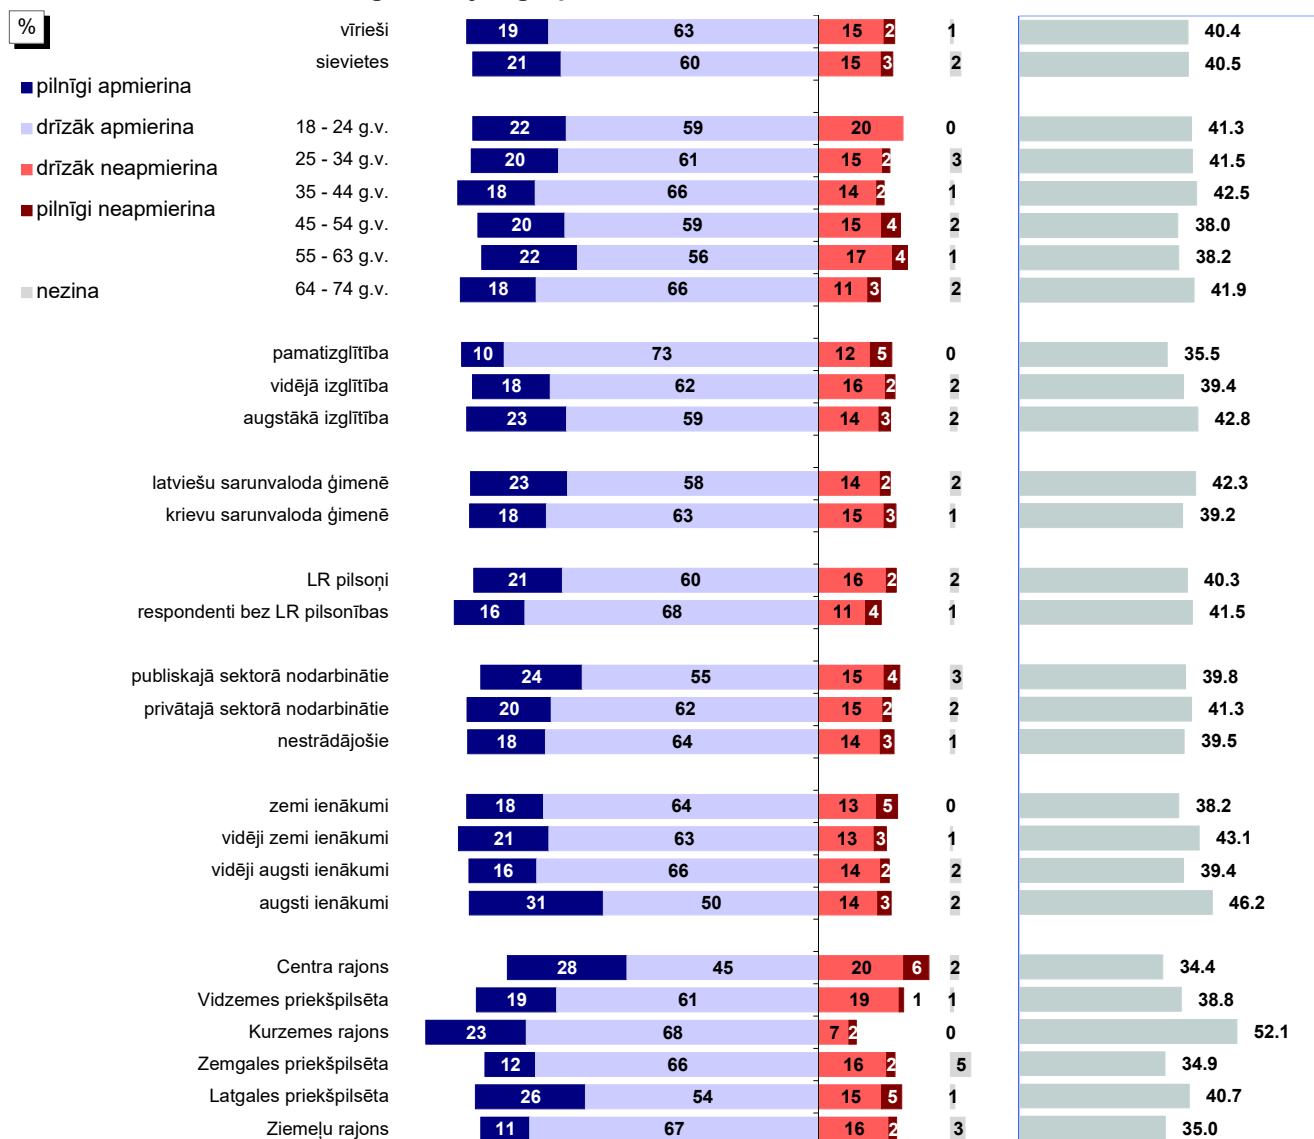 %
pilnīgi apmierina
drīzāk apmierina
drīzāk neapmierina
pilnīgi neapmierina
nezina
vīrieši 19 63 15 2 1 40.4
sievietes 21 60 15 3 2 40.5
18 - 24 g.v. 22 59 20 0 41.3
25 - 34 g.v. 20 61 15 2 3 41.5
35 - 44 g.v. 18 66 14 2 1 42.5
45 - 54 g.v. 20 59 15 4 2 38.0
55 - 63 g.v. 22 56 17 4 1 38.2
64 - 74 g.v. 18 66 11 3 2 41.9
pamatizglītība 10 73 12 5 0 35.5
vidējā izglītība 18 62 16 2 2 39.4
augstākā izglītība 23 59 14 3 2 42.8
latviešu sarunvaloda ģimenē 23 58 14 2 2 42.3
krievu sarunvaloda ģimenē 18 63 15 3 1 39.2
LR pilsoņi 21 60 16 2 2 40.3
respondenti bez LR pilsonības 16 68 11 4 1 41.5
publiskajā sektorā nodarbinātie 24 55 15 4 3 39.8
privātajā sektorā nodarbinātie 20 62 15 2 2 41.3
nestrādājošie 18 64 14 3 1 39.5
zemi ienākumi 18 64 13 5 0 38.2
vidēji zemi ienākumi 21 63 13 3 1 43.1
vidēji augsti ienākumi 16 66 14 2 2 39.4
augsti ienākumi 31 50 14 3 2 46.2
Centra rajons 28 45 20 6 2 34.4
Vidzemes priekšpilsēta 19 61 19 1 1 38.8
Kurzemes rajons 23 68 7 2 0 52.1
Zemgales priekšpilsēta 12 66 16 2 5 34.9
Latgales priekšpilsēta 26 54 15 5 1 40.7
Ziemeļu rajons 11 67 16 2 3 35.0